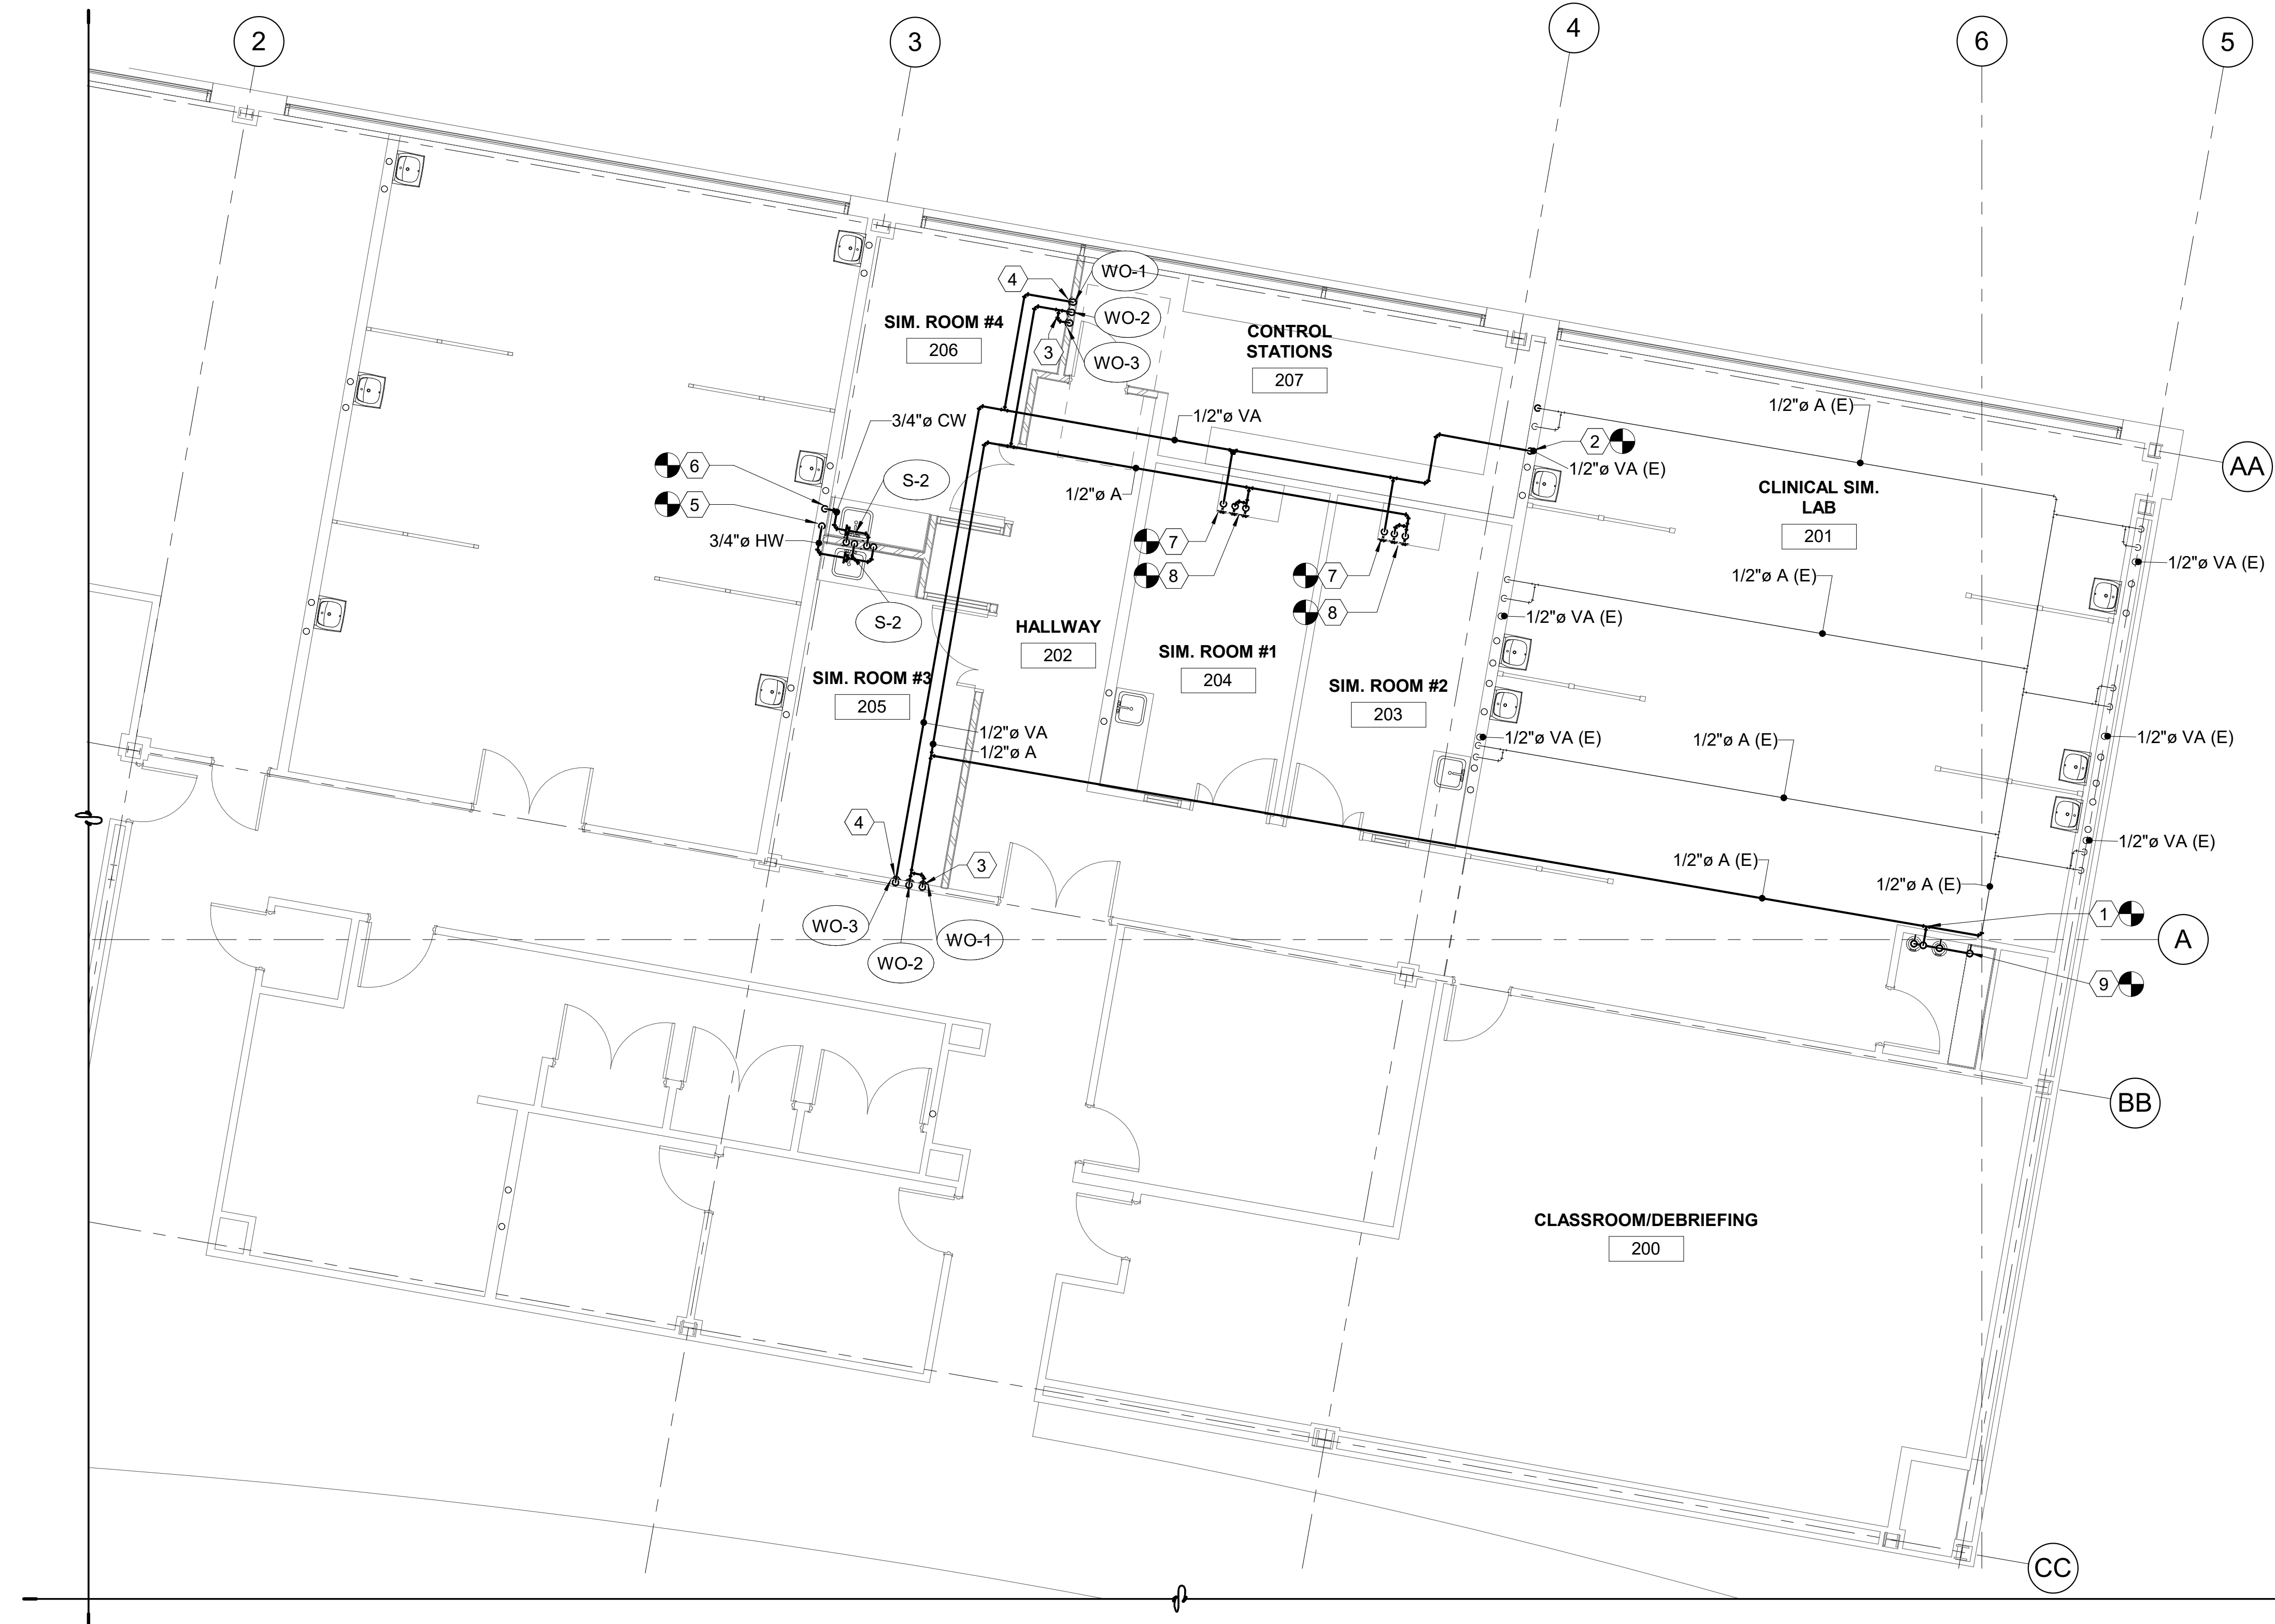 2
3
4
6
5
WO-1
4
WO-2
SIM. ROOM #4
206
CONTROL
STATIONS
207
3
WO-3
1/2"ø A (E)
1/2"ø VA
3/4"ø CW
2
1/2"ø VA (E)
AA
6
S-2
1/2"ø A
CLINICAL SIM.
LAB
201
5
3/4"ø HW
7
8
7
8
1/2"ø VA (E)
1/2"ø A (E)
1/2"ø VA (E)
S-2
HALLWAY
202
SIM. ROOM #1
204
SIM. ROOM #3
205
SIM. ROOM #2
203
1/2"ø VA
1/2"ø A
1/2"ø VA (E)
1/2"ø A (E)
1/2"ø VA (E)
4
3
1/2"ø VA (E)
1/2"ø A (E)
1/2"ø A (E)
1
WO-3
WO-1
WO-2
A
9
BB
CLASSROOM/DEBRIEFING
200
CC